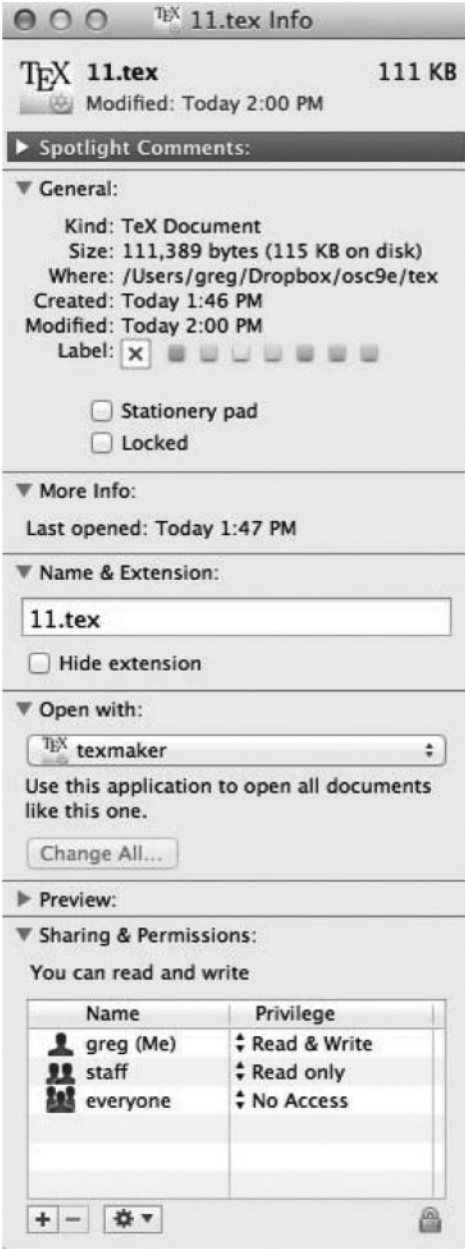 TEX 11.tex Info
TEX 11.tex 111 KB
Modified: Today 2:00 PM
Spotlight Comments:
General:
Kind: TeX Document
Size: 111,389 bytes (115 KB on disk)
Where: /Users/greg/Dropbox/osc9e/tex
Created: Today 1:46 PM
Modified: Today 2:00 PM
Label:
Stationery pad
Locked
More Info:
Last opened: Today 1:47 PM
Name & Extension:
11.tex
Hide extension
Open with:
TEX texmaker
Use this application to open all documents
like this one.
Change All...
Preview:
Sharing & Permissions:
You can read and write
Name Privilege
greg (Me) Read & Write
staff Read only
everyone No Access